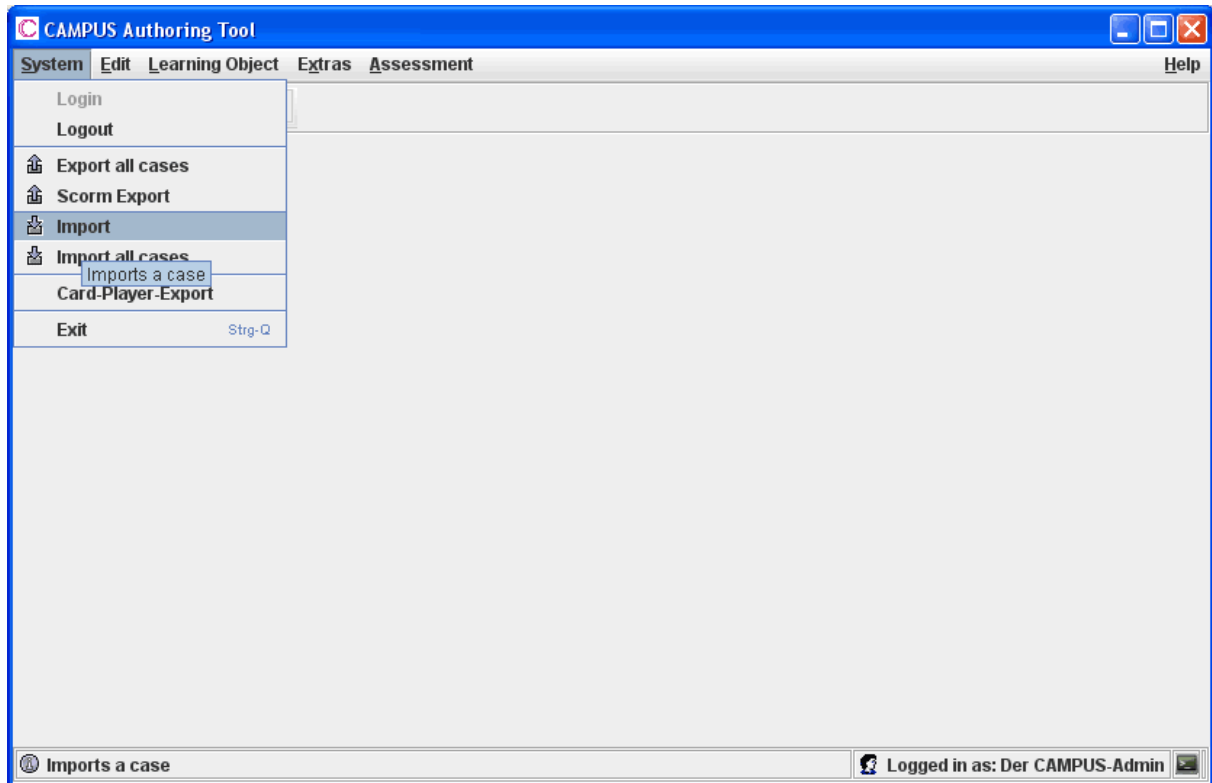 CAMPUS Authoring Tool
System Edit Learning Object Extras Assessment Help
Login
Logout
Export all cases
Scorm Export
Import
Import all cases
Imports a case
Card-Player-Export
Exit Strg-Q
Imports a case Logged in as: Der CAMPUS-Admin